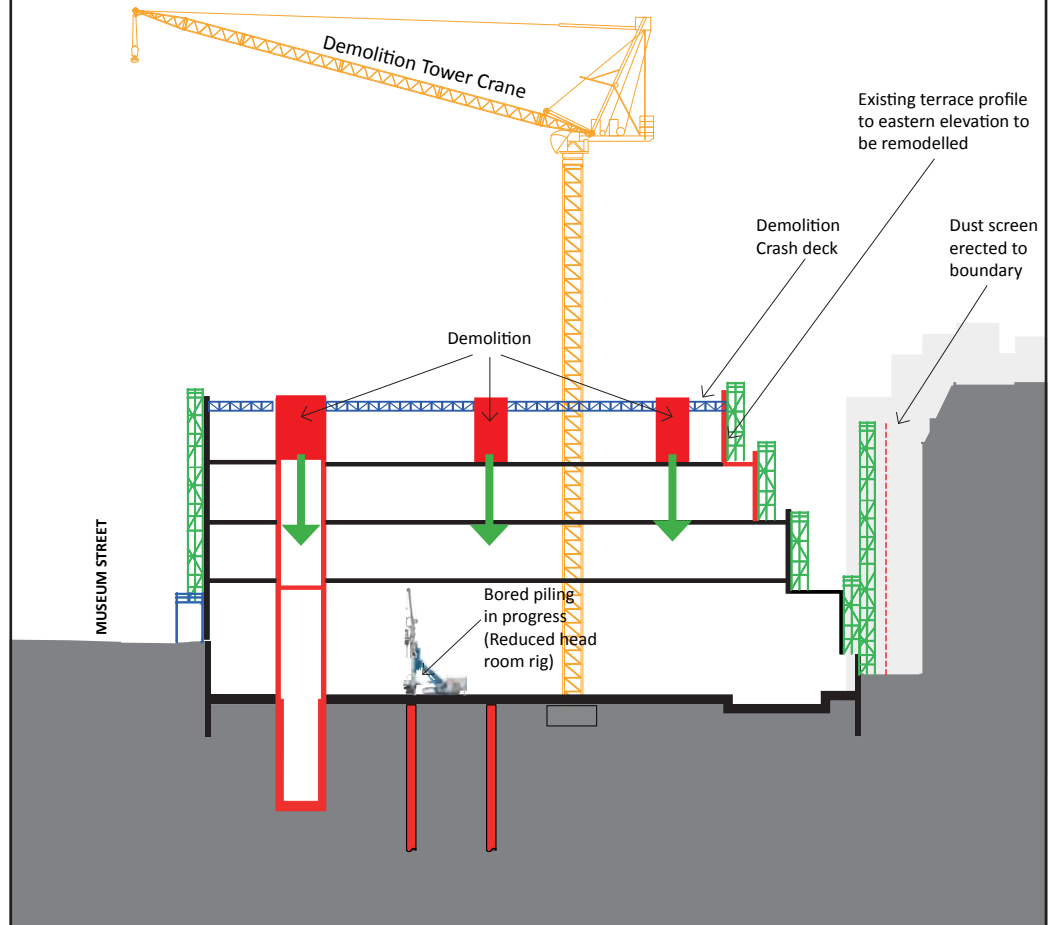 Demolition Tower Crane
Existing terrace profile
to eastern elevation to
be remodelled
Demolition
Crash deck
Dust screen
erected to
boundary
Demolition
MUSEUM STREET
Bored piling
in progress
(Reduced head
room rig)